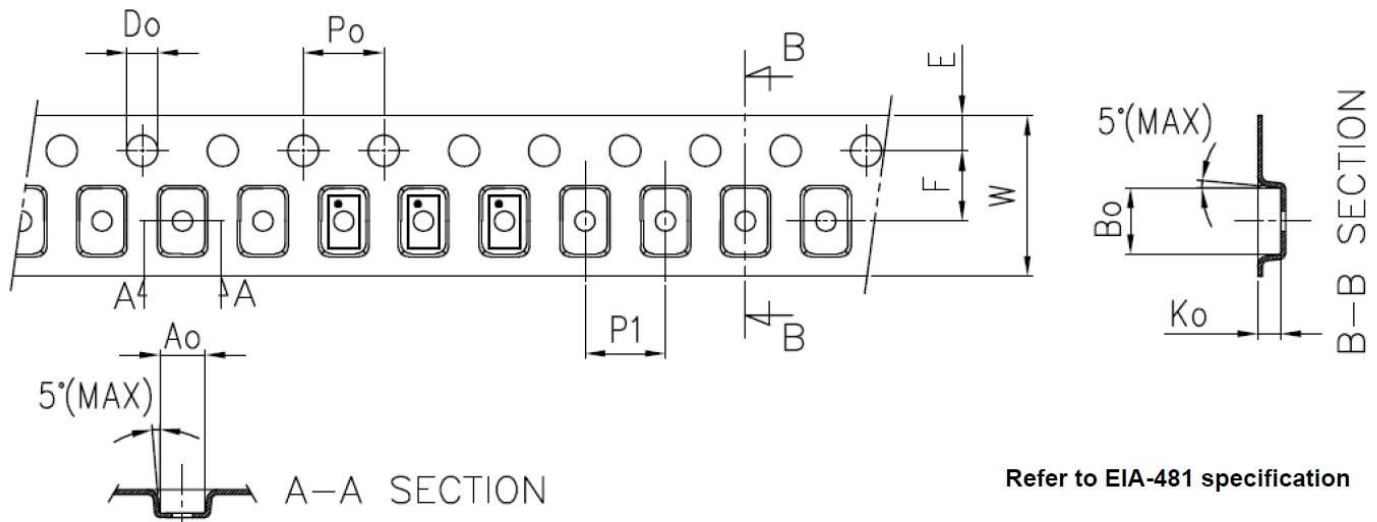 Do
Po
B
E
5°(MAX)
F
W
Bo
B-B SECTION
A
A
P1
B
Ko
Ao
5°(MAX)
A-A SECTION
Refer to EIA-481 specification